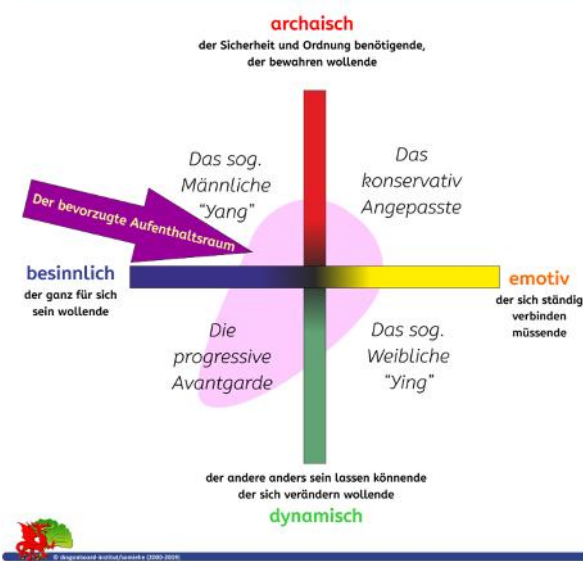 archaisch
der Sicherheit und Ordnung benötigende,
der bewahren wollende
Das sog.
Männliche
"Yang"
Das
konservativ
Angepasste
Der bevorzugte Aufenthaltsraum
besinnlich
der ganz für sich
sein wollende
emotiv
der sich ständig
verbinden
müssende
Die
progressive
Avantgarde
Das sog.
Weibliche
"Ying"
der andere anders sein lassen könnende
der sich verändern wollende
dynamisch